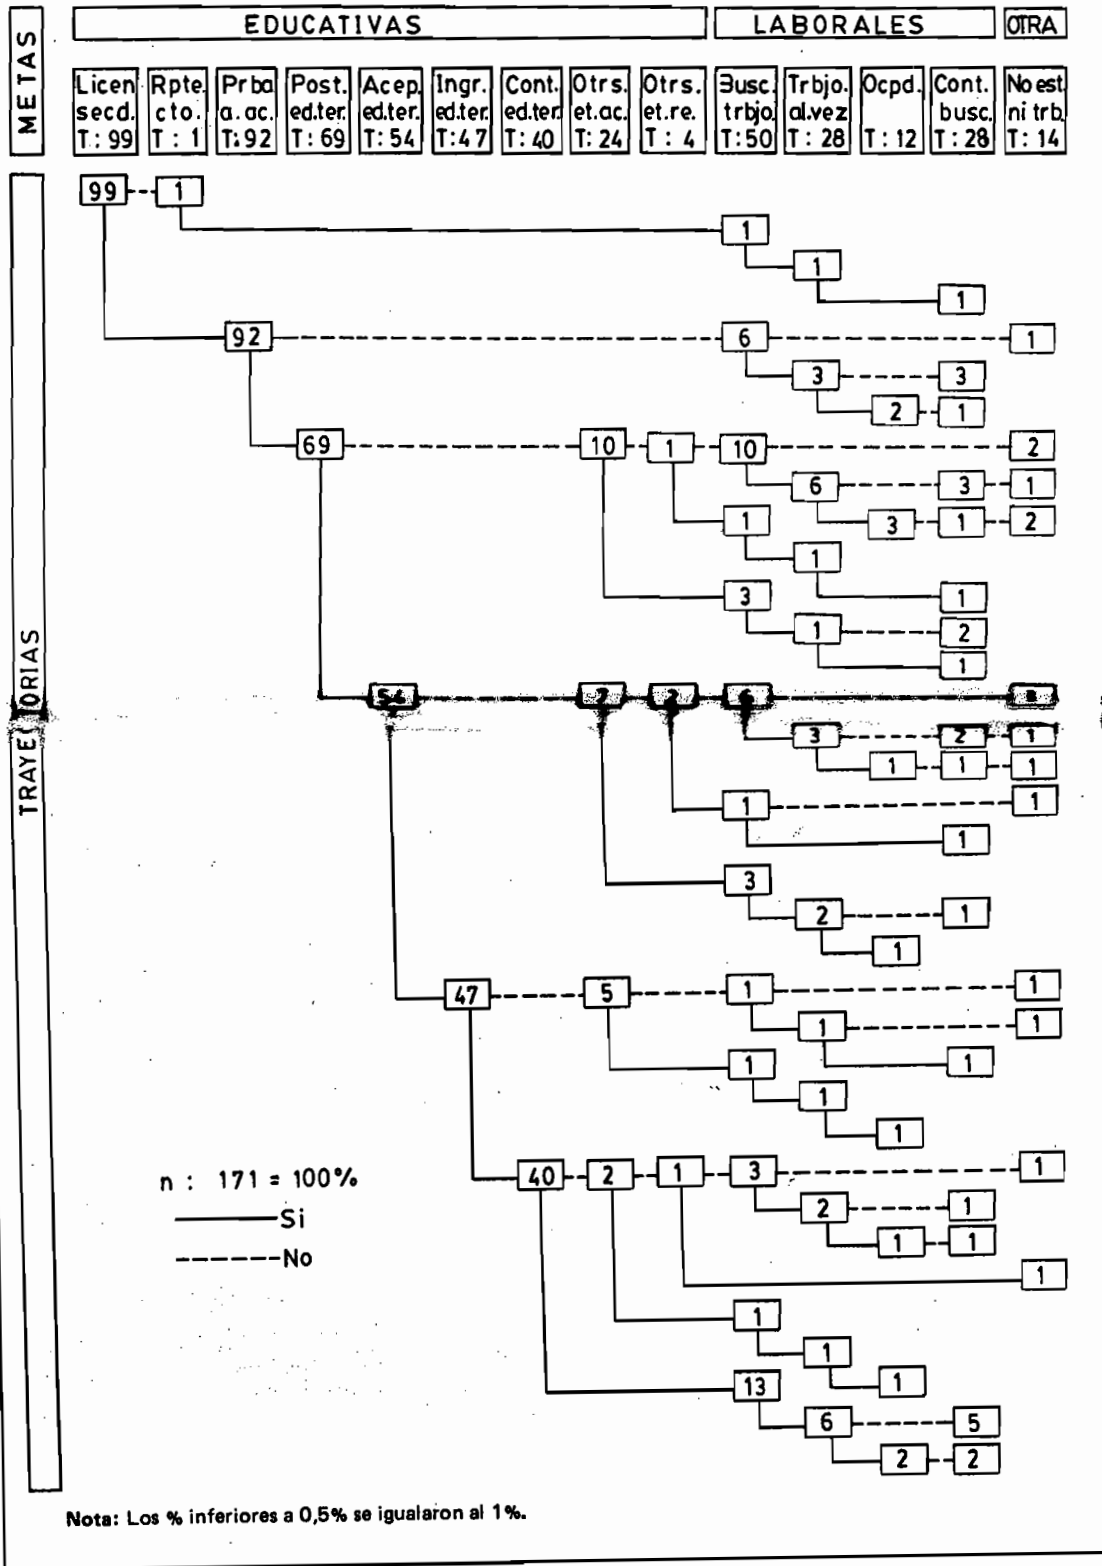 METAS
EDUCATIVAS LABORALES OTRA
Licen secd. T: 99
Rpte. cto. T: 1
Prba a. ac. T: 92
Post. ed.ter. T: 69
Acep. ed.ter. T: 54
Ingr. ed.ter. T: 47
Cont. ed.ter. T: 40
Otrs. et.ac. T: 24
Otrs. et.re. T: 4
Busc. trbjo. T: 50
Trbjo. al.vez T: 28
Ocpd. T: 12
Cont. busc. T: 28
No est. ni trb. T: 14
TRAYECTORIAS
99 1
1
1
1
92 6 1
3 3
2 1
69 10 1 10 2
6 3 1
1 3 1 2
1
3 1
1 2
1
54 6
3 2 1
1 1 1
1 1
1
3
2 1
1
47 5 1 1
1 1
1 1
1
1
40 2 1 3 1
n : 171 = 100%
2 1
Si
1 1
No
1
1
1
13 1
6 5
2 2
Nota: Los % inferiores a 0,5% se igualaron al 1%.